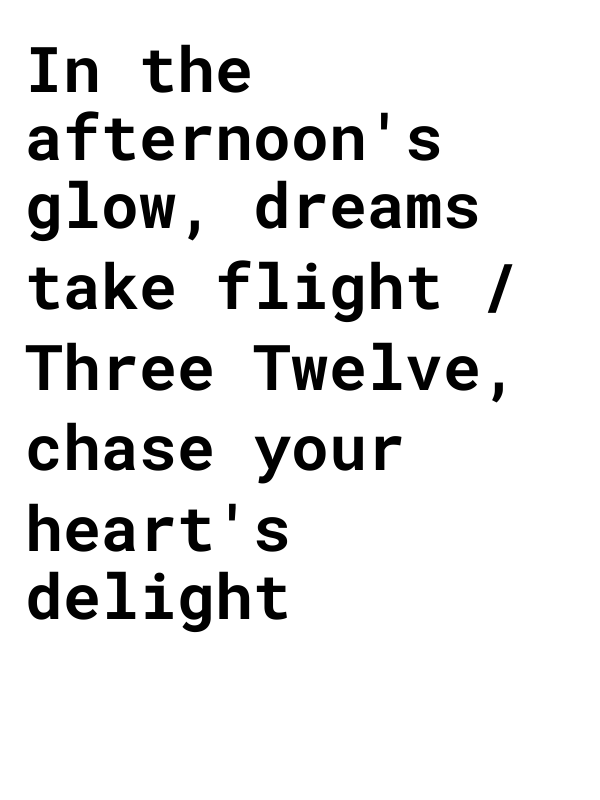 In the
afternoon's
glow, dreams
take flight /
Three Twelve,
chase your
heart's
delight